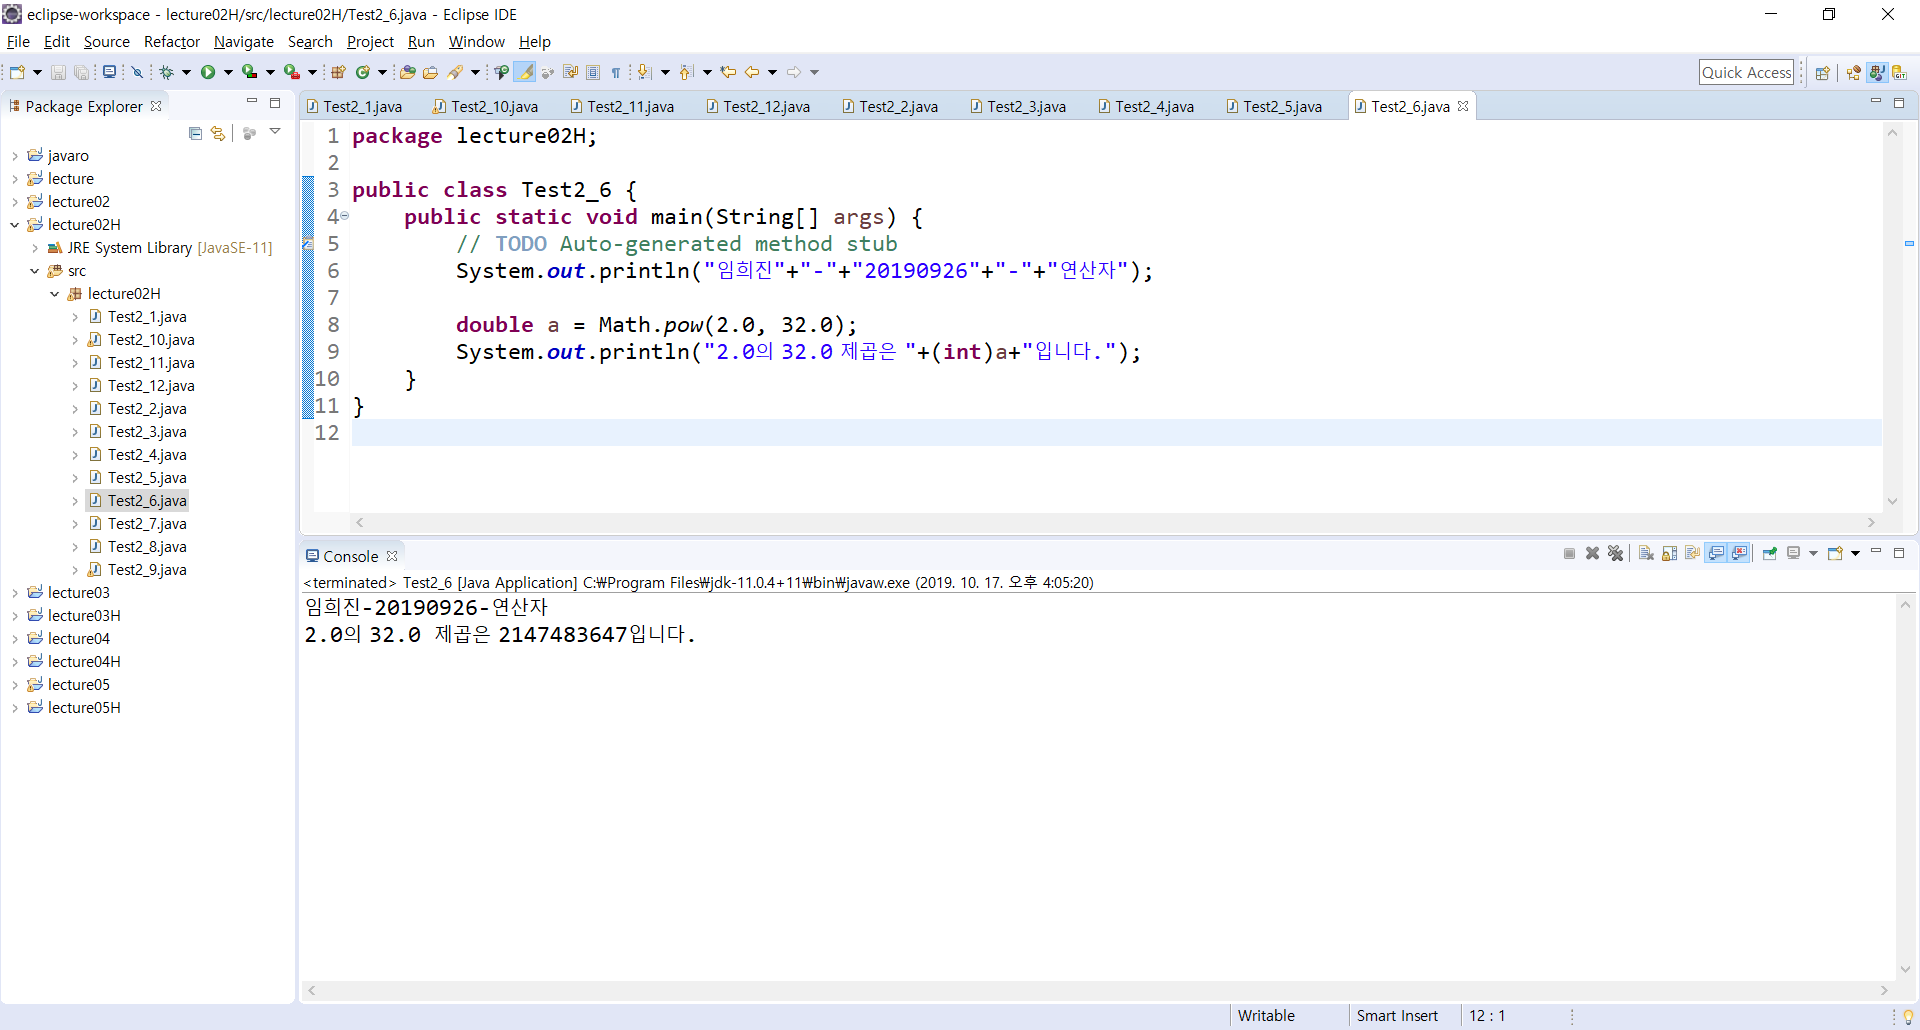 eclipse-workspace - lecture02H/src/lecture02H/Test2_6.java - Eclipse IDE
File Edit Source Refactor Navigate Search Project Run Window Help
Quick Access
Package Explorer
javaro
lecture
lecture02
lecture02H
JRE System Library [JavaSE-11]
src
lecture02H
Test2_1.java
Test2_10.java
Test2_11.java
Test2_12.java
Test2_2.java
Test2_3.java
Test2_4.java
Test2_5.java
Test2_6.java
Test2_7.java
Test2_8.java
Test2_9.java
lecture03
lecture03H
lecture04
lecture04H
lecture05
lecture05H
Test2_1.java Test2_10.java Test2_11.java Test2_12.java Test2_2.java Test2_3.java Test2_4.java Test2_5.java Test2_6.java
1 package lecture02H;
2
3 public class Test2_6 {
4 public static void main(String[] args) {
5 // TODO Auto-generated method stub
6 System.out.println("임희진"+"-"+"20190926"+"-"+"연산자");
7
8 double a = Math.pow(2.0, 32.0);
9 System.out.println("2.0의 32.0 제곱은 "+(int)a+"입니다.");
10 }
11 }
12
Console
<terminated> Test2_6 [Java Application] C:₩Program Files₩jdk-11.0.4+11₩bin₩javaw.exe (2019. 10. 17. 오후 4:05:20)
임희진-20190926-연산자
2.0의 32.0 제곱은 2147483647입니다.
Writable Smart Insert 12 : 1